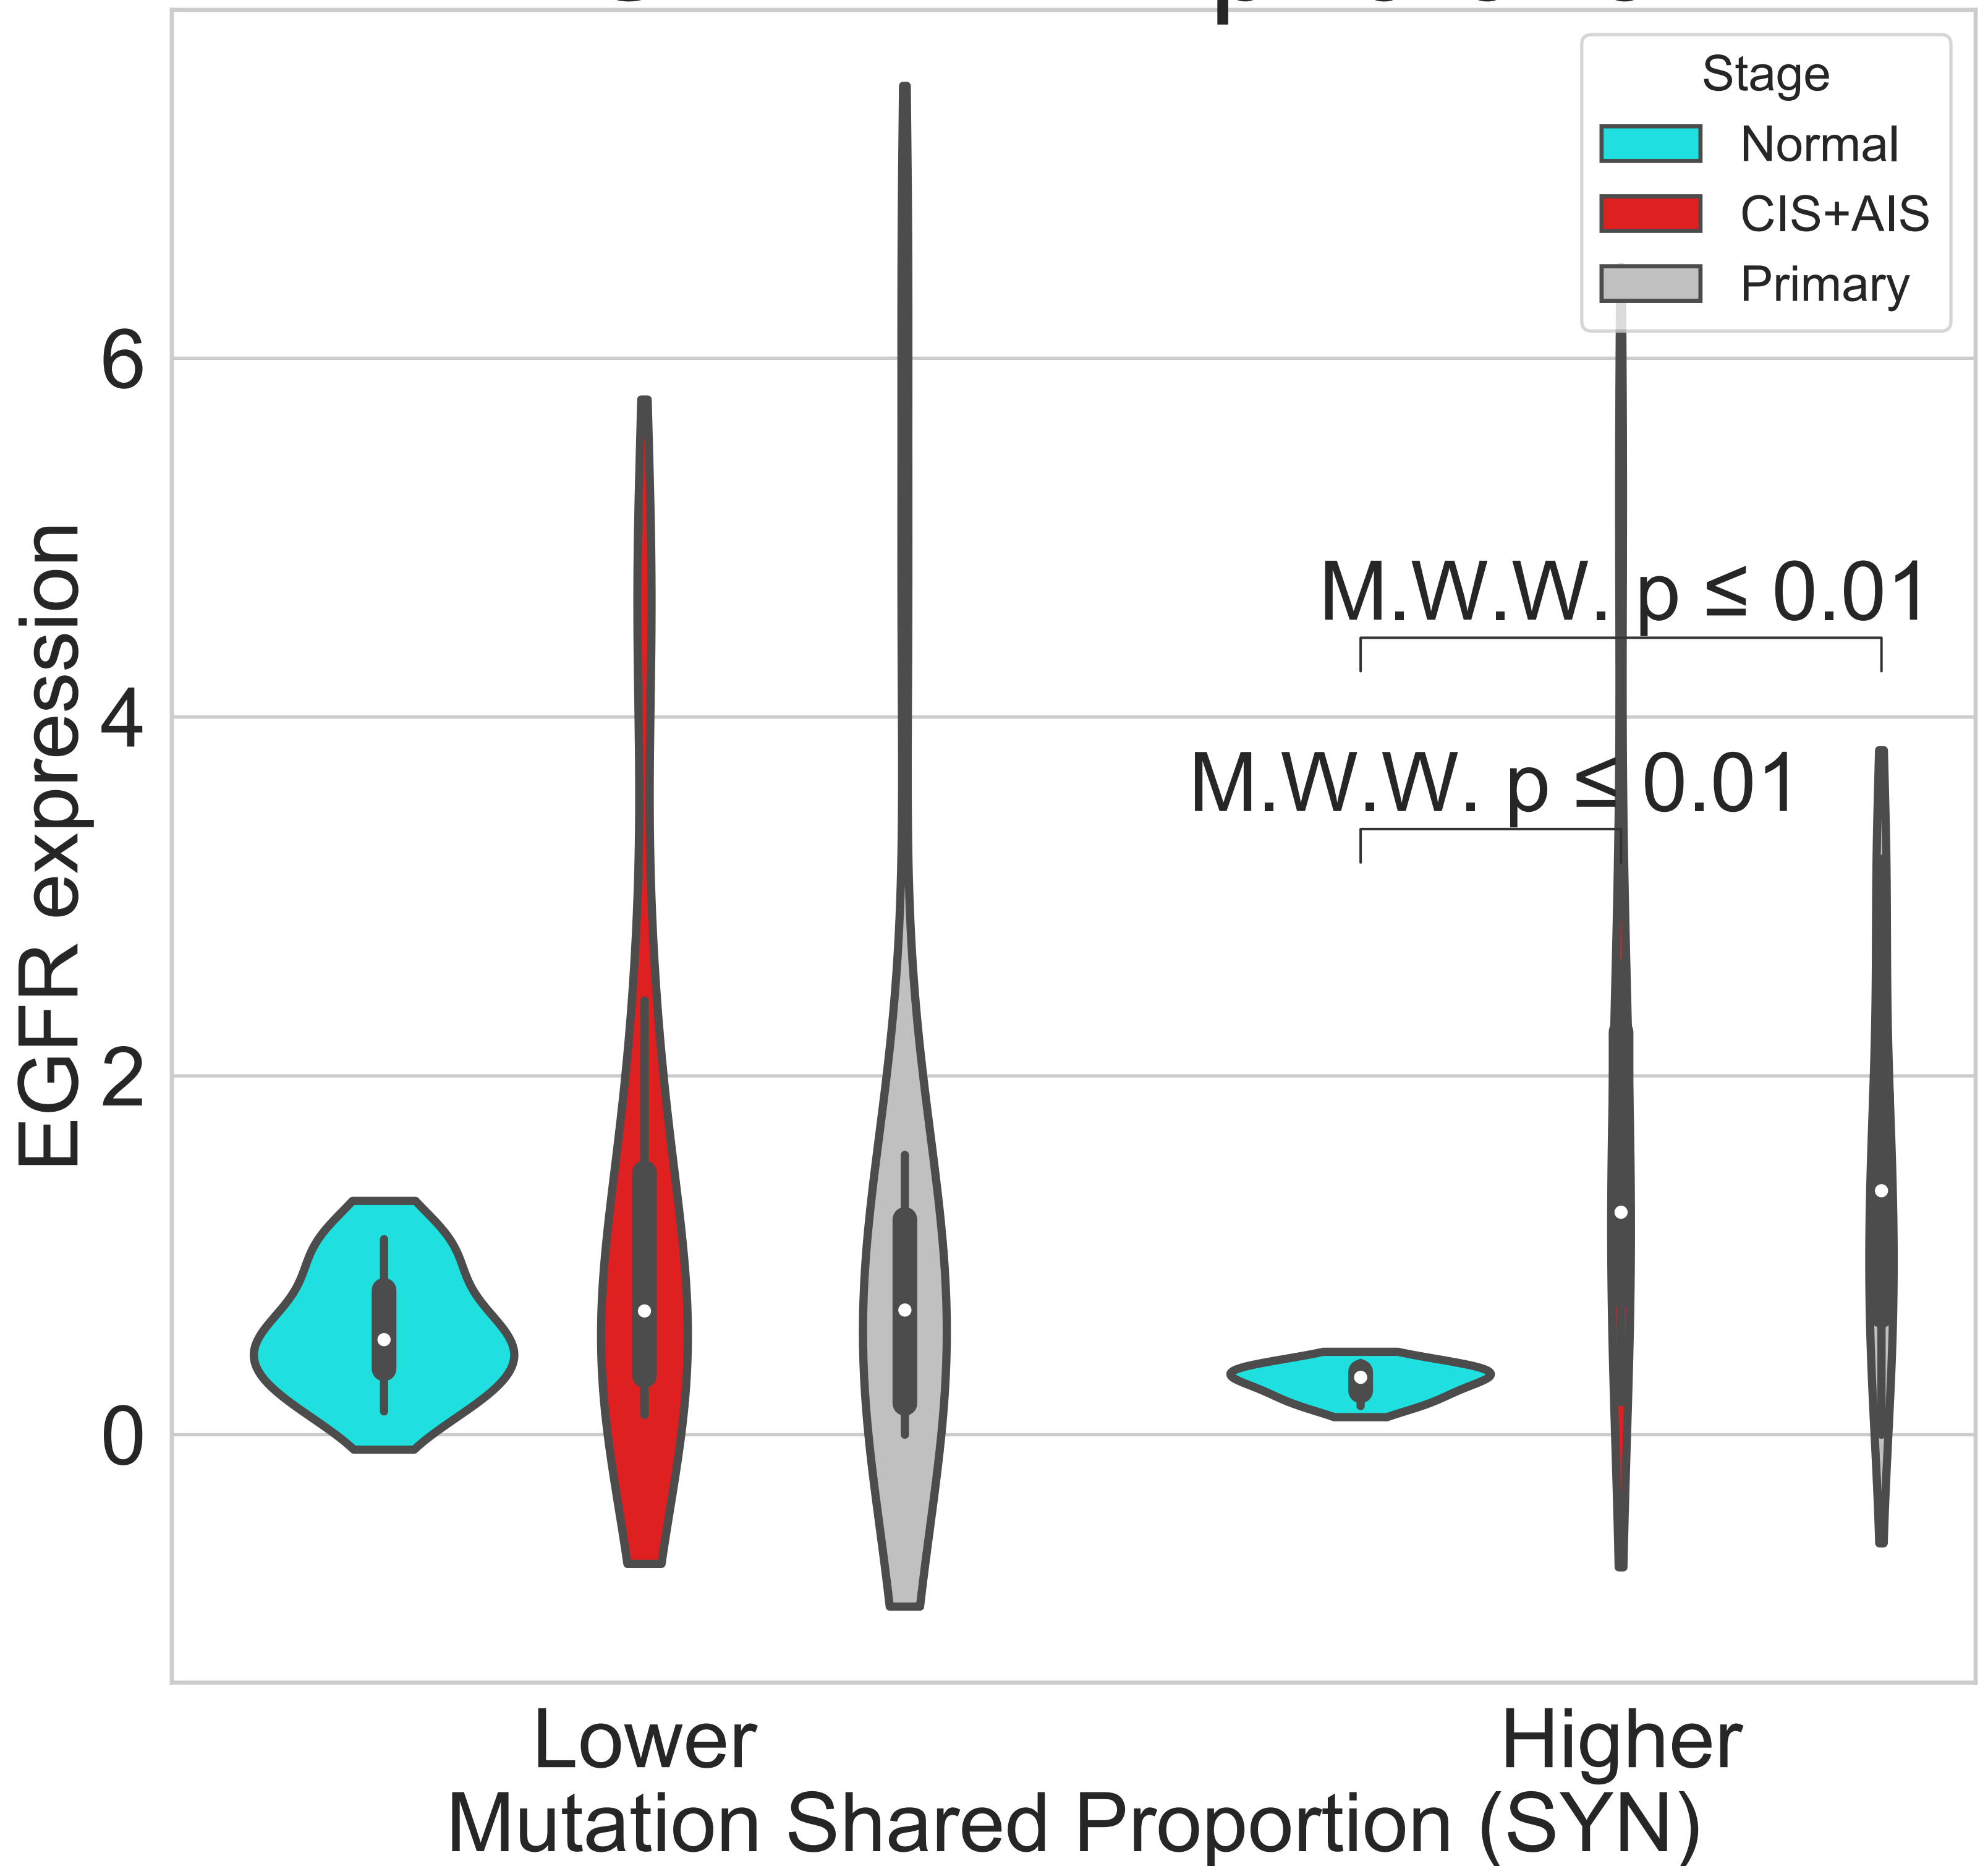 Stage
Normal
CIS+AIS
Primary
6
4
2
0
EGFR expression
M.W.W. p ≤ 0.01
M.W.W. p ≤ 0.01
Lower
Higher
Mutation Shared Proportion (SYN)